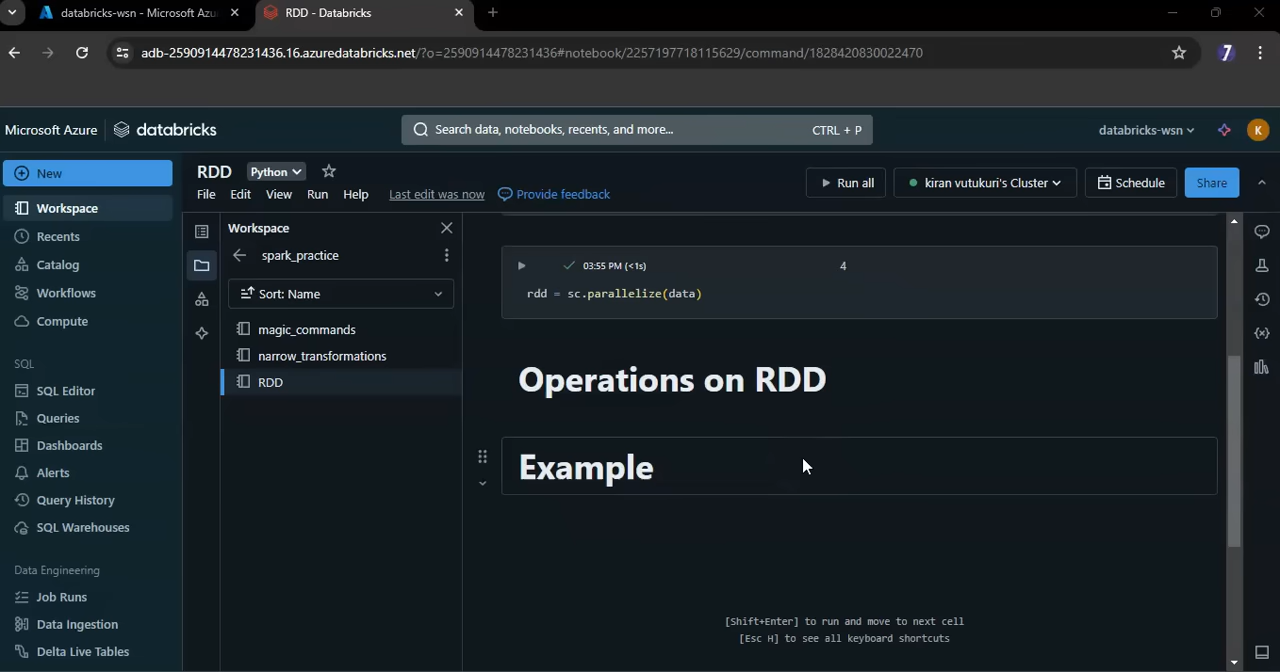 databricks-wsn - Microsoft Azu
RDD - Databricks
adb-2590914478231436.16.azuredatabricks.net/?o=2590914478231436#notebook/2257197718115629/command/1828420830022470
7
Microsoft Azure
databricks
Search data, notebooks, recents, and more...
CTRL + P
databricks-wsn
K
New
Workspace
Recents
Catalog
Workflows
Compute
SQL
SQL Editor
Queries
Dashboards
Alerts
Query History
SQL Warehouses
Data Engineering
Job Runs
Data Ingestion
Delta Live Tables
RDD
Python
File
Edit
View
Run
Help
Last edit was now
Provide feedback
Run all
kiran vutukuri's Cluster
Schedule
Share
Workspace
spark_practice
Sort: Name
magic_commands
narrow_transformations
RDD
03:55 PM (<1s)
4
rdd = sc.parallelize(data)
Operations on RDD
Example
[Shift+Enter] to run and move to next cell
[Esc H] to see all keyboard shortcuts